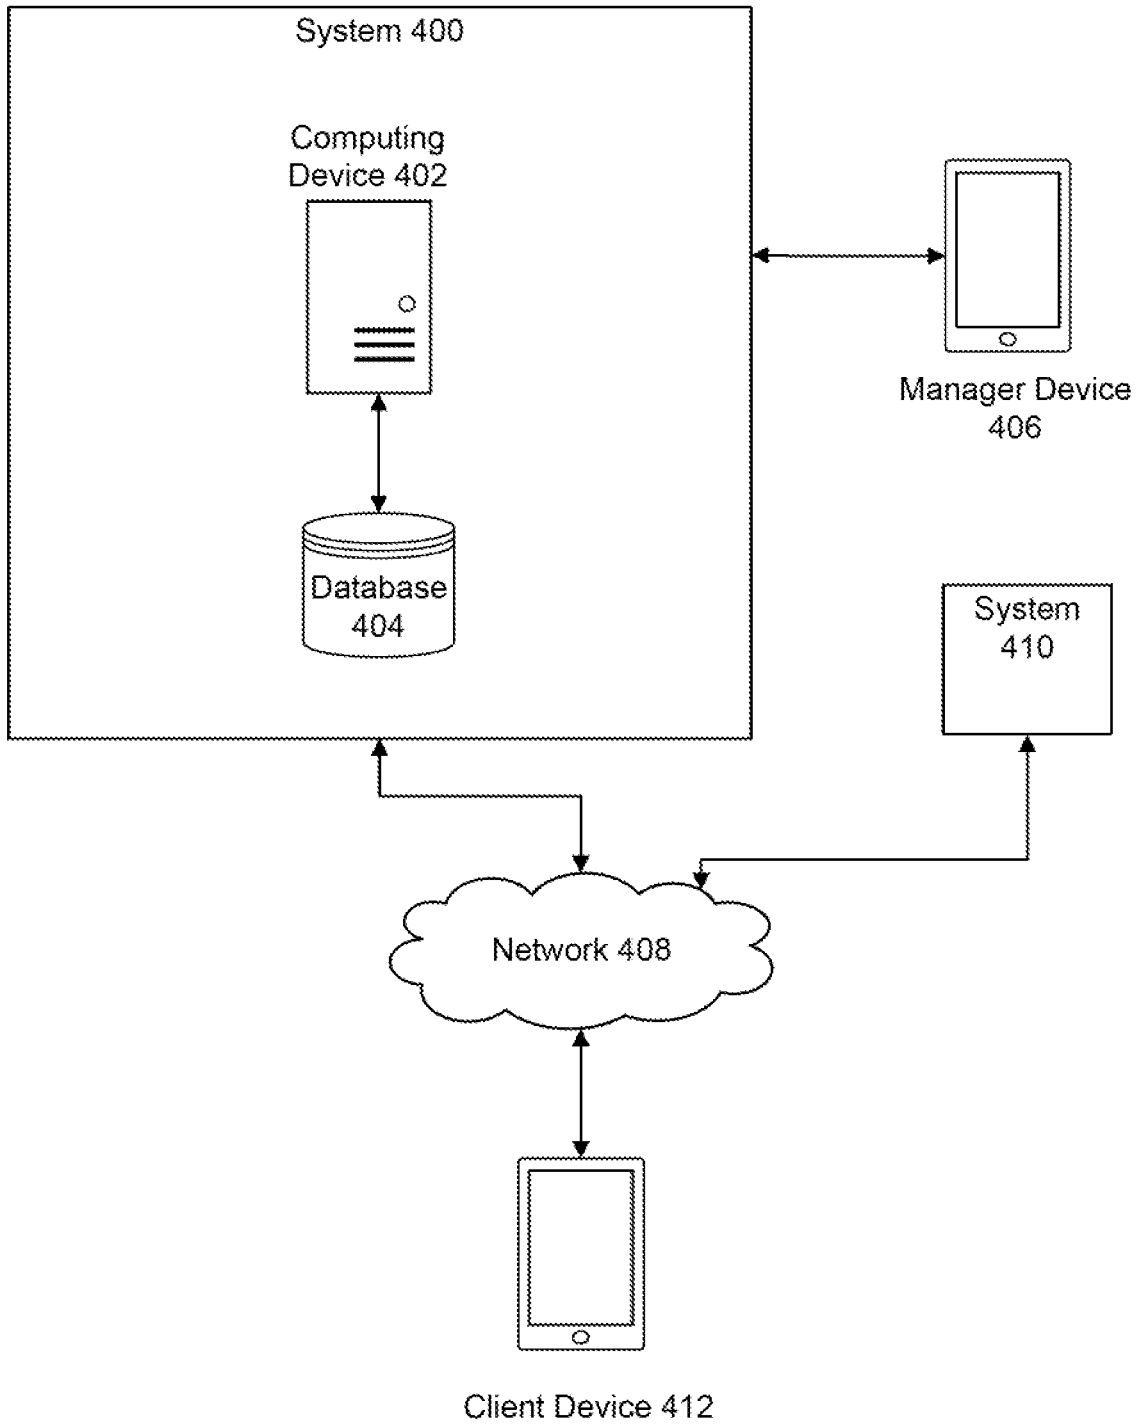 System 400
Computing
Device 402
Manager Device
406
Database
404
System
410
Network 408
Client Device 412